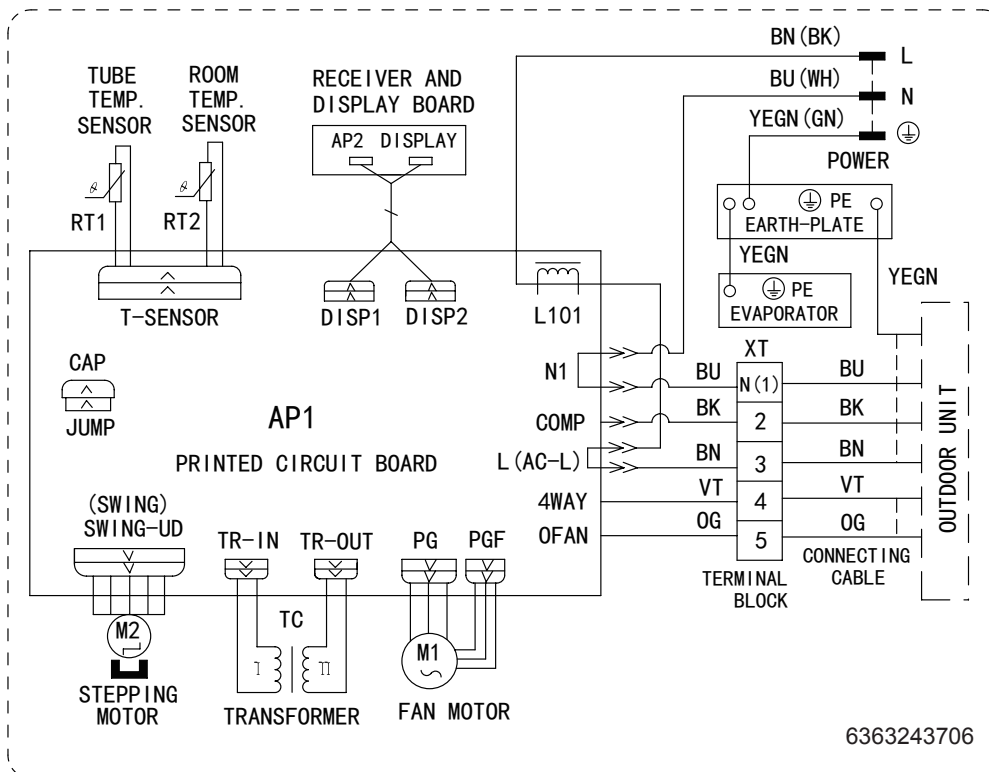 BN(BK)
L
BU(WH)
N
YEGN(GN)
POWER
TUBE
TEMP.
SENSOR
ROOM
TEMP.
SENSOR
RECEIVER AND
DISPLAY BOARD
AP2 DISPLAY
θ
RT1
θ
RT2
PE
EARTH-PLATE
YEGN
YEGN
PE
EVAPORATOR
T-SENSOR
DISP1
DISP2
L101
XT
CAP
JUMP
AP1
PRINTED CIRCUIT BOARD
N1
BU
N(1)
BU
COMP
BK
2
BK
L(AC-L)
BN
3
BN
4WAY
VT
4
VT
OFAN
OG
5
OG
OUTDOOR UNIT
TERMINAL
BLOCK
CONNECTING
CABLE
(SWING)
SWING-UD
TR-IN
TR-OUT
PG
PGF
M2
STEPPING
MOTOR
TC
I
II
TRANSFORMER
M1
FAN MOTOR
6363243706